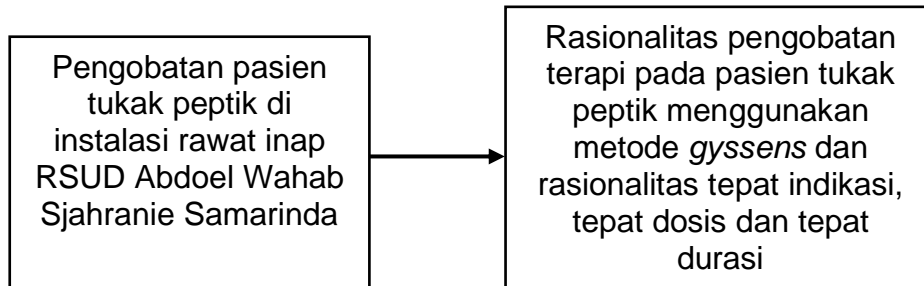 Pengobatan pasien
tukak peptik di
instalasi rawat inap
RSUD Abdoel Wahab
Sjahranie Samarinda
Rasionalitas pengobatan
terapi pada pasien tukak
peptik menggunakan
metode gyssens dan
rasionalitas tepat indikasi,
tepat dosis dan tepat
durasi